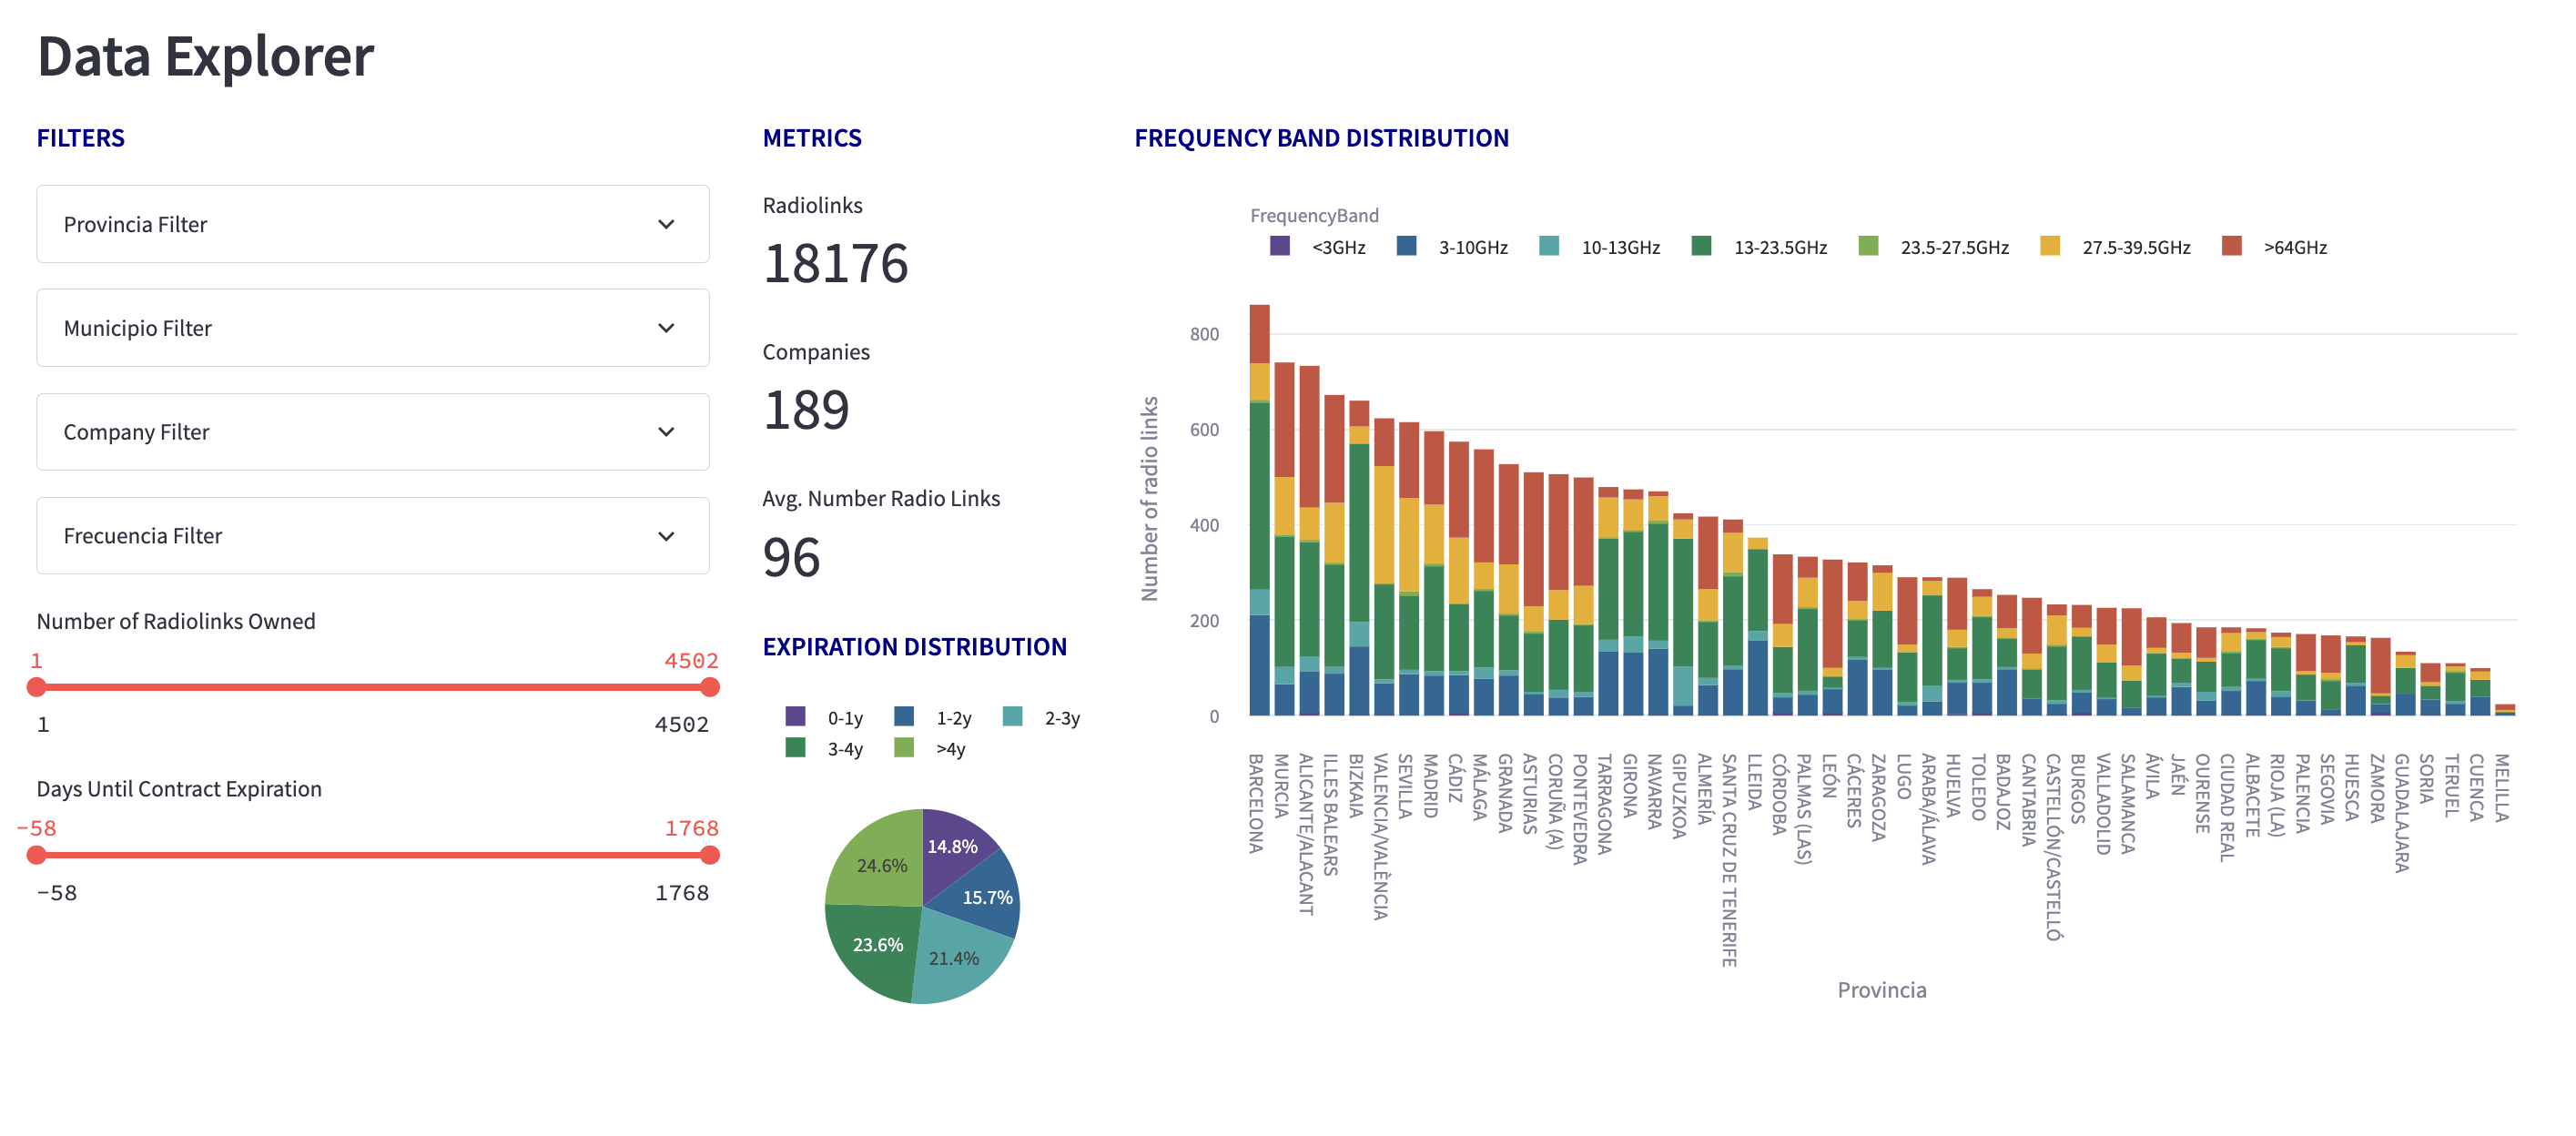 Data Explorer
FILTERS
Provincia Filter
Municipio Filter
Company Filter
Frecuencia Filter
Number of Radiolinks Owned
1 4502
1 4502
Days Until Contract Expiration
-58 1768
-58 1768
METRICS
Radiolinks
18176
Companies
189
Avg. Number Radio Links
96
EXPIRATION DISTRIBUTION
0-1y 1-2y 2-3y
3-4y >4y
14.8%
15.7%
21.4%
23.6%
24.6%
FREQUENCY BAND DISTRIBUTION
FrequencyBand
<3GHz 3-10GHz 10-13GHz 13-23.5GHz 23.5-27.5GHz 27.5-39.5GHz >64GHz
Number of radio links
800
600
400
200
0
BARCELONA
MURCIA
ALICANTE/ALACANT
ILLES BALEARS
BIZKAIA
VALENCIA/VALÈNCIA
SEVILLA
MADRID
CÁDIZ
MÁLAGA
GRANADA
ASTURIAS
CORUÑA (A)
PONTEVEDRA
TARRAGONA
GIRONA
NAVARRA
GIPUZKOA
ALMERÍA
SANTA CRUZ DE TENERIFE
LLEIDA
CÓRDOBA
PALMAS (LAS)
LEÓN
CÁCERES
ZARAGOZA
LUGO
ARABA/ÁLAVA
HUELVA
TOLEDO
BADAJOZ
CANTABRIA
CASTELLÓN/CASTELLÓ
BURGOS
VALLADOLID
SALAMANCA
ÁVILA
JAÉN
OURENSE
CIUDAD REAL
ALBACETE
RIOJA (LA)
PALENCIA
SEGOVIA
HUESCA
ZAMORA
GUADALAJARA
SORIA
TERUEL
CUENCA
MELILLA
Provincia